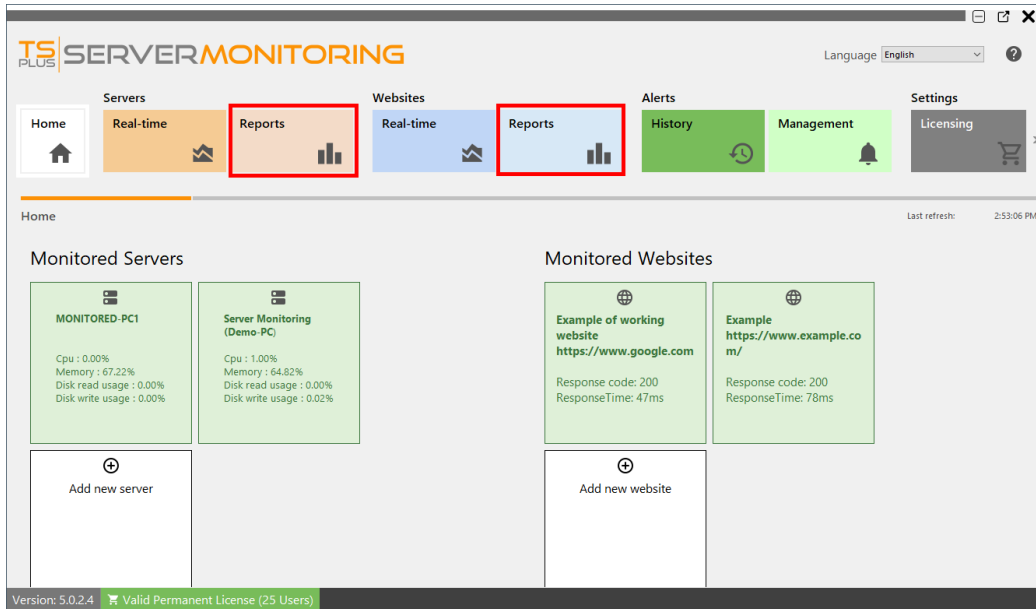 TS PLUS SERVERMONITORING
Language English
Servers
Websites
Alerts
Settings
Home
Real-time
Reports
Real-time
Reports
History
Management
Licensing
Home
Last refresh: 2:53:06 PM
Monitored Servers
MONITORED-PC1
Cpu : 0.00%
Memory : 67.22%
Disk read usage : 0.00%
Disk write usage : 0.00%
Server Monitoring
(Demo-PC)
Cpu : 1.00%
Memory : 64.82%
Disk read usage : 0.00%
Disk write usage : 0.02%
Add new server
Monitored Websites
Example of working
website
https://www.google.com
Response code: 200
ResponseTime: 47ms
Example
https://www.example.co
m/
Response code: 200
ResponseTime: 78ms
Add new website
Version: 5.0.2.4
Valid Permanent License (25 Users)